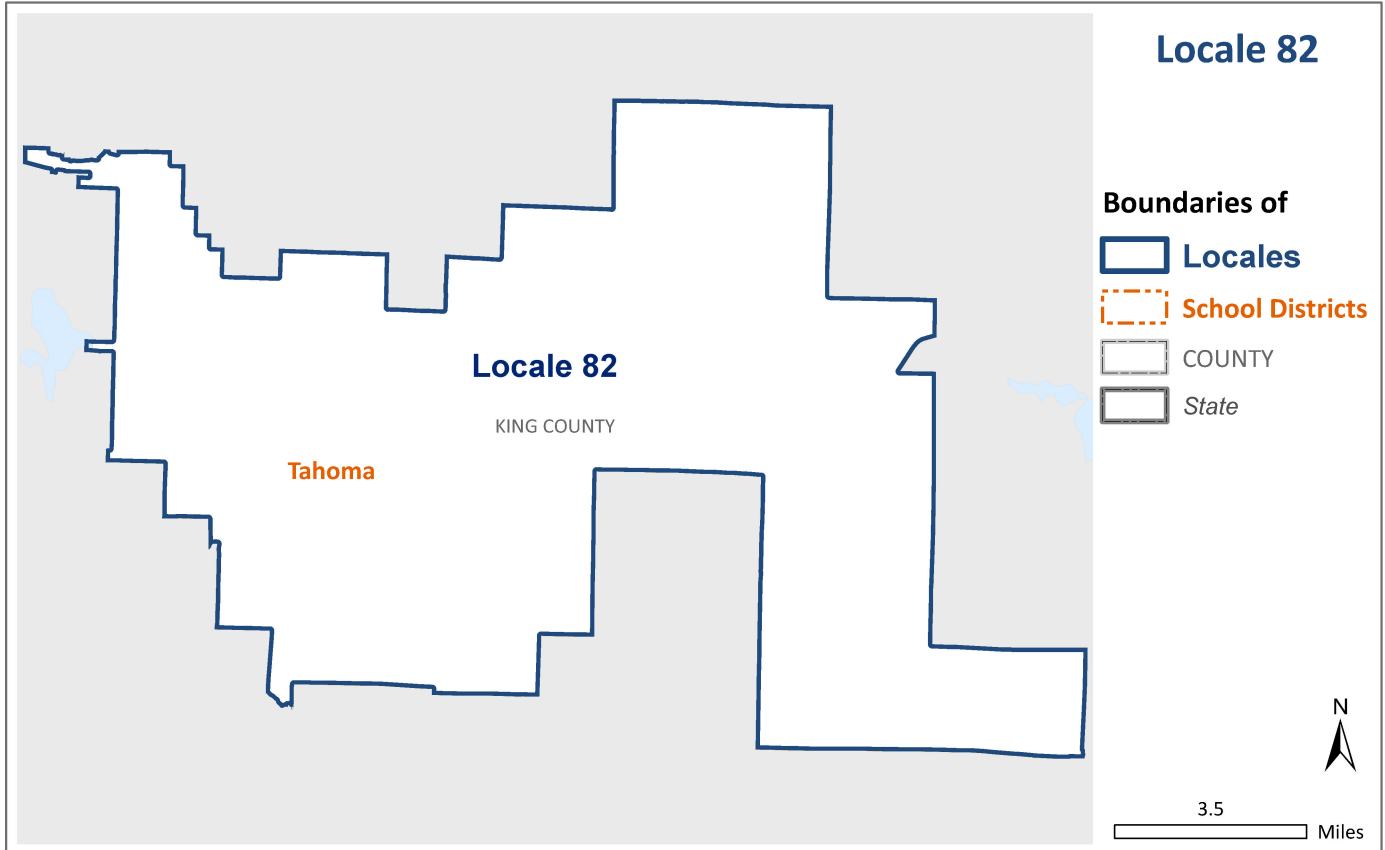 Locale 82
Boundaries of
Locales
School Districts
COUNTY
State
Locale 82
KING COUNTY
Tahoma
N
3.5
Miles